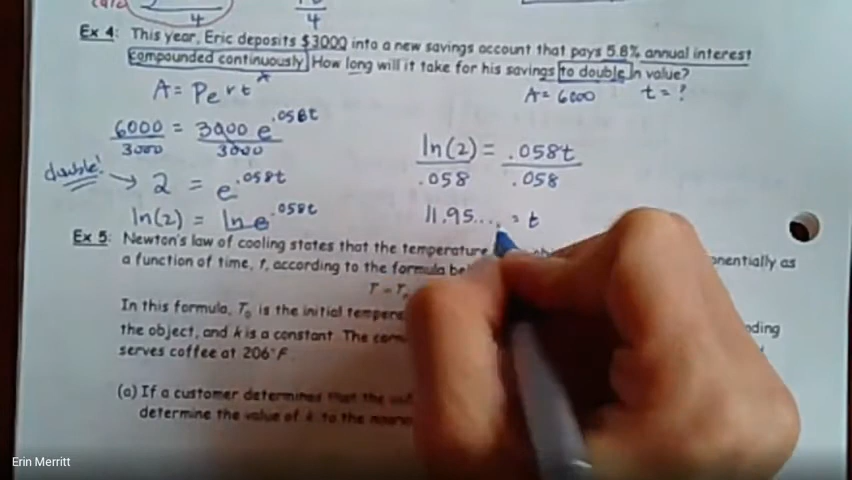 4
4
Ex 4: This year, Eric deposits $3000 into a new savings account that pays 5.8% annual interest
compounded continuously. How long will it take for his savings to double in value?
A = Pe^rt
A = 6000 t = ?
6000 = 3000 e^.058t
3000 3000
double! → 2 = e^.058t
ln(2) = ln e^.058t
ln(2) = .058t
.058 .058
11.95... = t
Ex 5: Newton's law of cooling states that the temperature
onentially as
a function of time, t, according to the formula
T = T
In this formula, T₀ is the initial
nding
the object, and k is a constant. The
serves coffee at 206°F
(a) If a customer determines that the
determine the value of k to the
Erin Merritt